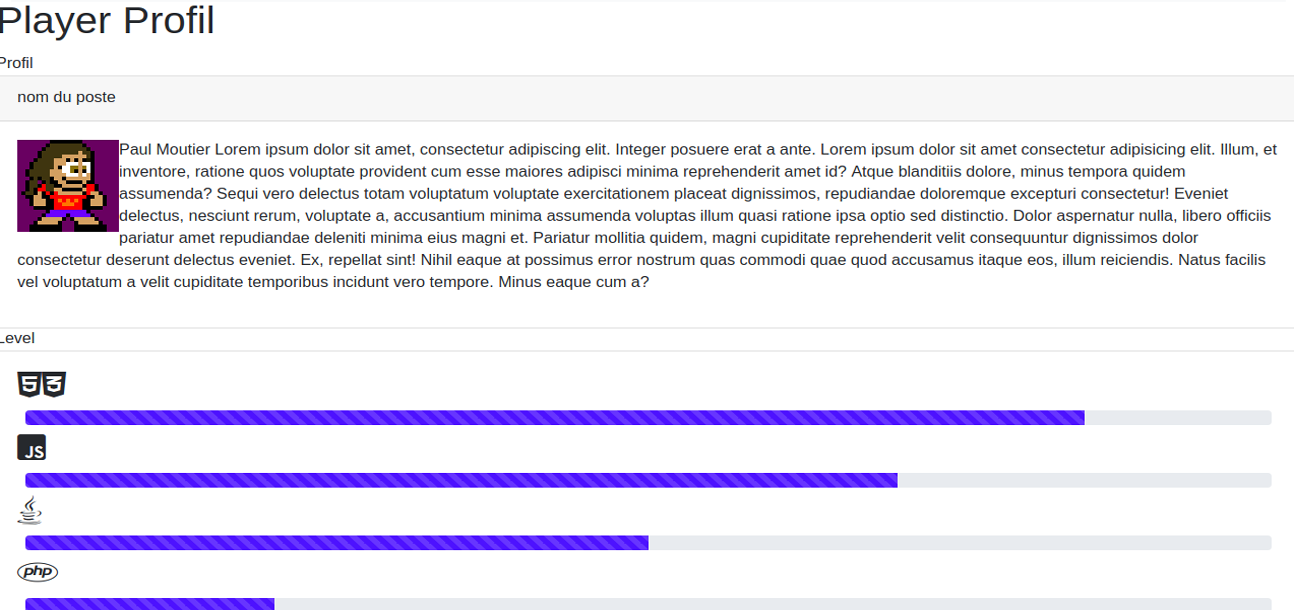 Player Profil
Profil
nom du poste
Paul Moutier Lorem ipsum dolor sit amet, consectetur adipiscing elit. Integer posuere erat a ante. Lorem ipsum dolor sit amet consectetur adipisicing elit. Illum, et
inventore, ratione quos voluptate provident cum esse maiores adipisci minima reprehenderit amet id? Atque blanditiis dolore, minus tempora quidem
assumenda? Sequi vero delectus totam voluptatum voluptate exercitationem placeat dignissimos, repudiandae doloremque excepturi consectetur! Eveniet
delectus, nesciunt rerum, voluptate a, accusantium minima assumenda voluptas illum quasi ratione ipsa optio sed distinctio. Dolor aspernatur nulla, libero officiis
pariatur amet repudiandae deleniti minima eius magni et. Pariatur mollitia quidem, magni cupiditate reprehenderit velit consequuntur dignissimos dolor
consectetur deserunt delectus eveniet. Ex, repellat sint! Nihil eaque at possimus error nostrum quas commodi quae quod accusamus itaque eos, illum reiciendis. Natus facilis
vel voluptatum a velit cupiditate temporibus incidunt vero tempore. Minus eaque cum a?
Level
5 3
JS
php